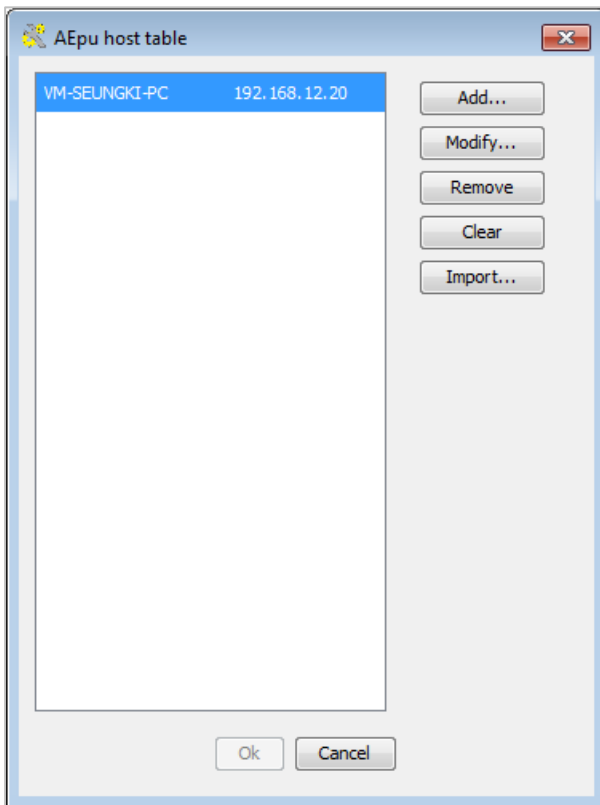 AEpu host table
VM-SEUNGKI-PC 192.168.12.20
Add...
Modify...
Remove
Clear
Import...
Ok Cancel